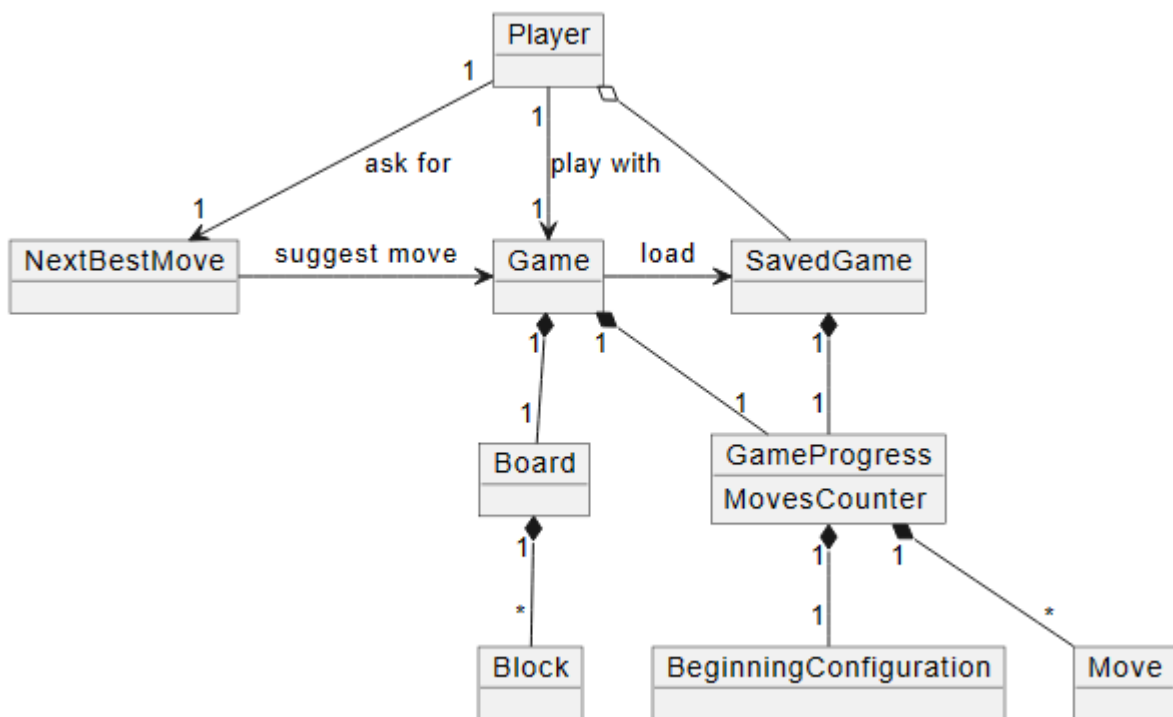 Player
1
1
ask for
play with
1
1
NextBestMove
suggest move
Game
load
SavedGame
1
1
1
1
1
1
Board
GameProgress
MovesCounter
1
1
1
*
1
*
Block
BeginningConfiguration
Move